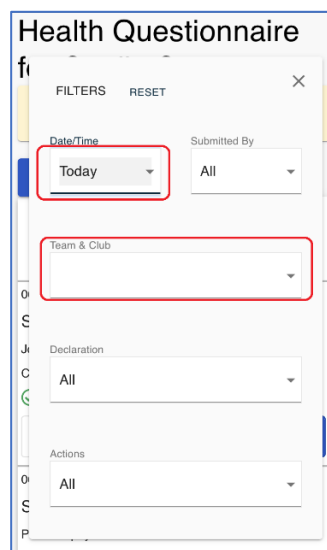 Health Questionnaire
FILTERS RESET
Date/Time Submitted By
Today All
Team & Club
Declaration
All
Actions
All